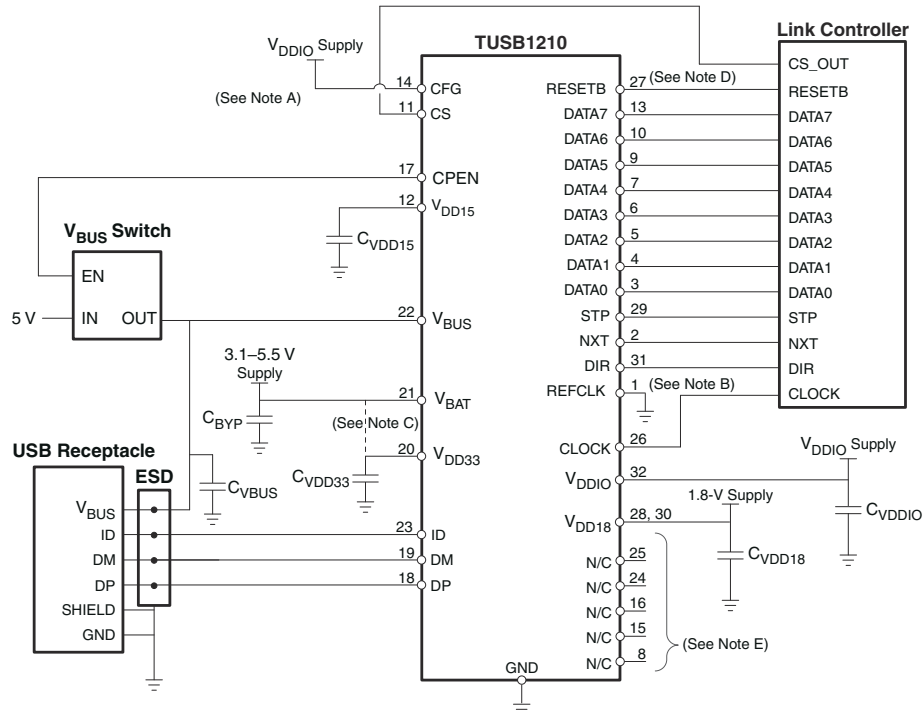 TUSB1210
Link Controller
VDDIO Supply
(See Note A)
14
CFG
11
CS
17
CPEN
12
VDD15
CVDD15
VBUS Switch
EN
5 V
IN
OUT
22
VBUS
3.1–5.5 V
Supply
21
VBAT
CBYP
(See Note C)
20
VDD33
CVDD33
CVBUS
USB Receptacle
ESD
VBUS
ID
DM
DP
SHIELD
GND
23
ID
19
DM
18
DP
GND
RESETB
27
(See Note D)
DATA7
13
DATA6
10
DATA5
9
DATA4
7
DATA3
6
DATA2
5
DATA1
4
DATA0
3
STP
29
NXT
2
DIR
31
REFCLK
1
(See Note B)
CLOCK
26
VDDIO
32
VDD18
28, 30
N/C
25
N/C
24
N/C
16
N/C
15
N/C
8
(See Note E)
CS_OUT
RESETB
DATA7
DATA6
DATA5
DATA4
DATA3
DATA2
DATA1
DATA0
STP
NXT
DIR
CLOCK
VDDIO Supply
CVDDIO
1.8-V Supply
CVDD18